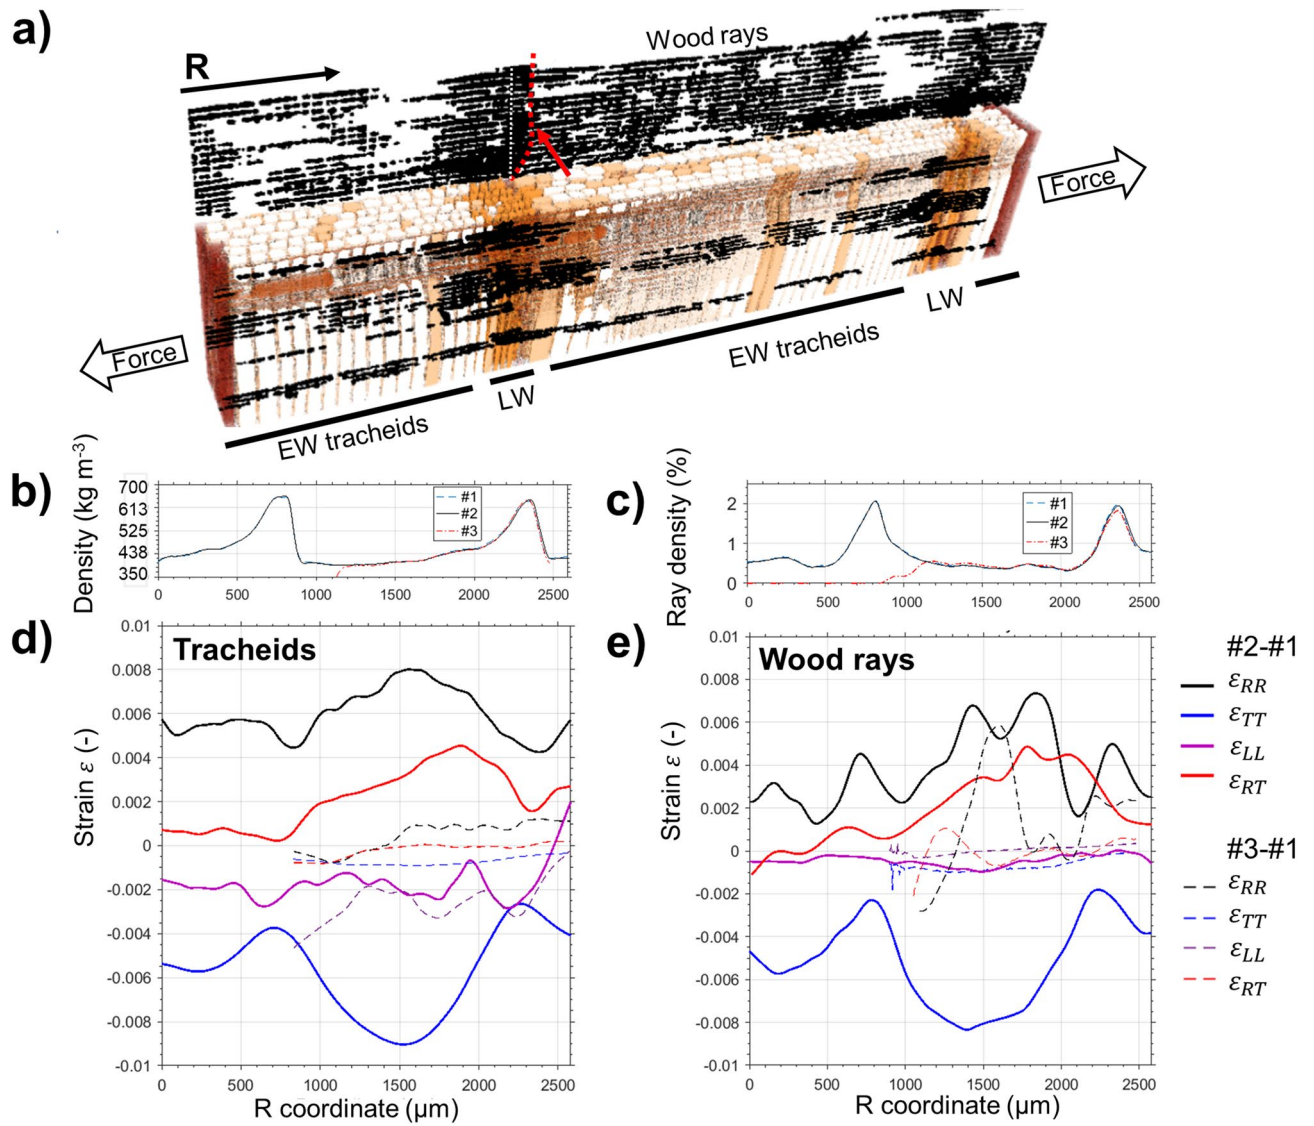 a)
R
Wood rays
Force
Force
EW tracheids
LW
EW tracheids
LW
b)
Density (kg m-3)
700
613
525
438
350
#1
#2
#3
0 500 1000 1500 2000 2500
c)
Ray density (%)
2
1
0
#1
#2
#3
0 500 1000 1500 2000 2500
d)
Tracheids
Strain ε (-)
0.01
0.008
0.006
0.004
0.002
0
-0.002
-0.004
-0.006
-0.008
-0.01
0 500 1000 1500 2000 2500
R coordinate (µm)
e)
Wood rays
Strain ε (-)
0.01
0.008
0.006
0.004
0.002
0
-0.002
-0.004
-0.006
-0.008
-0.01
0 500 1000 1500 2000 2500
R coordinate (µm)
#2-#1
εRR
εTT
εLL
εRT
#3-#1
εRR
εTT
εLL
εRT